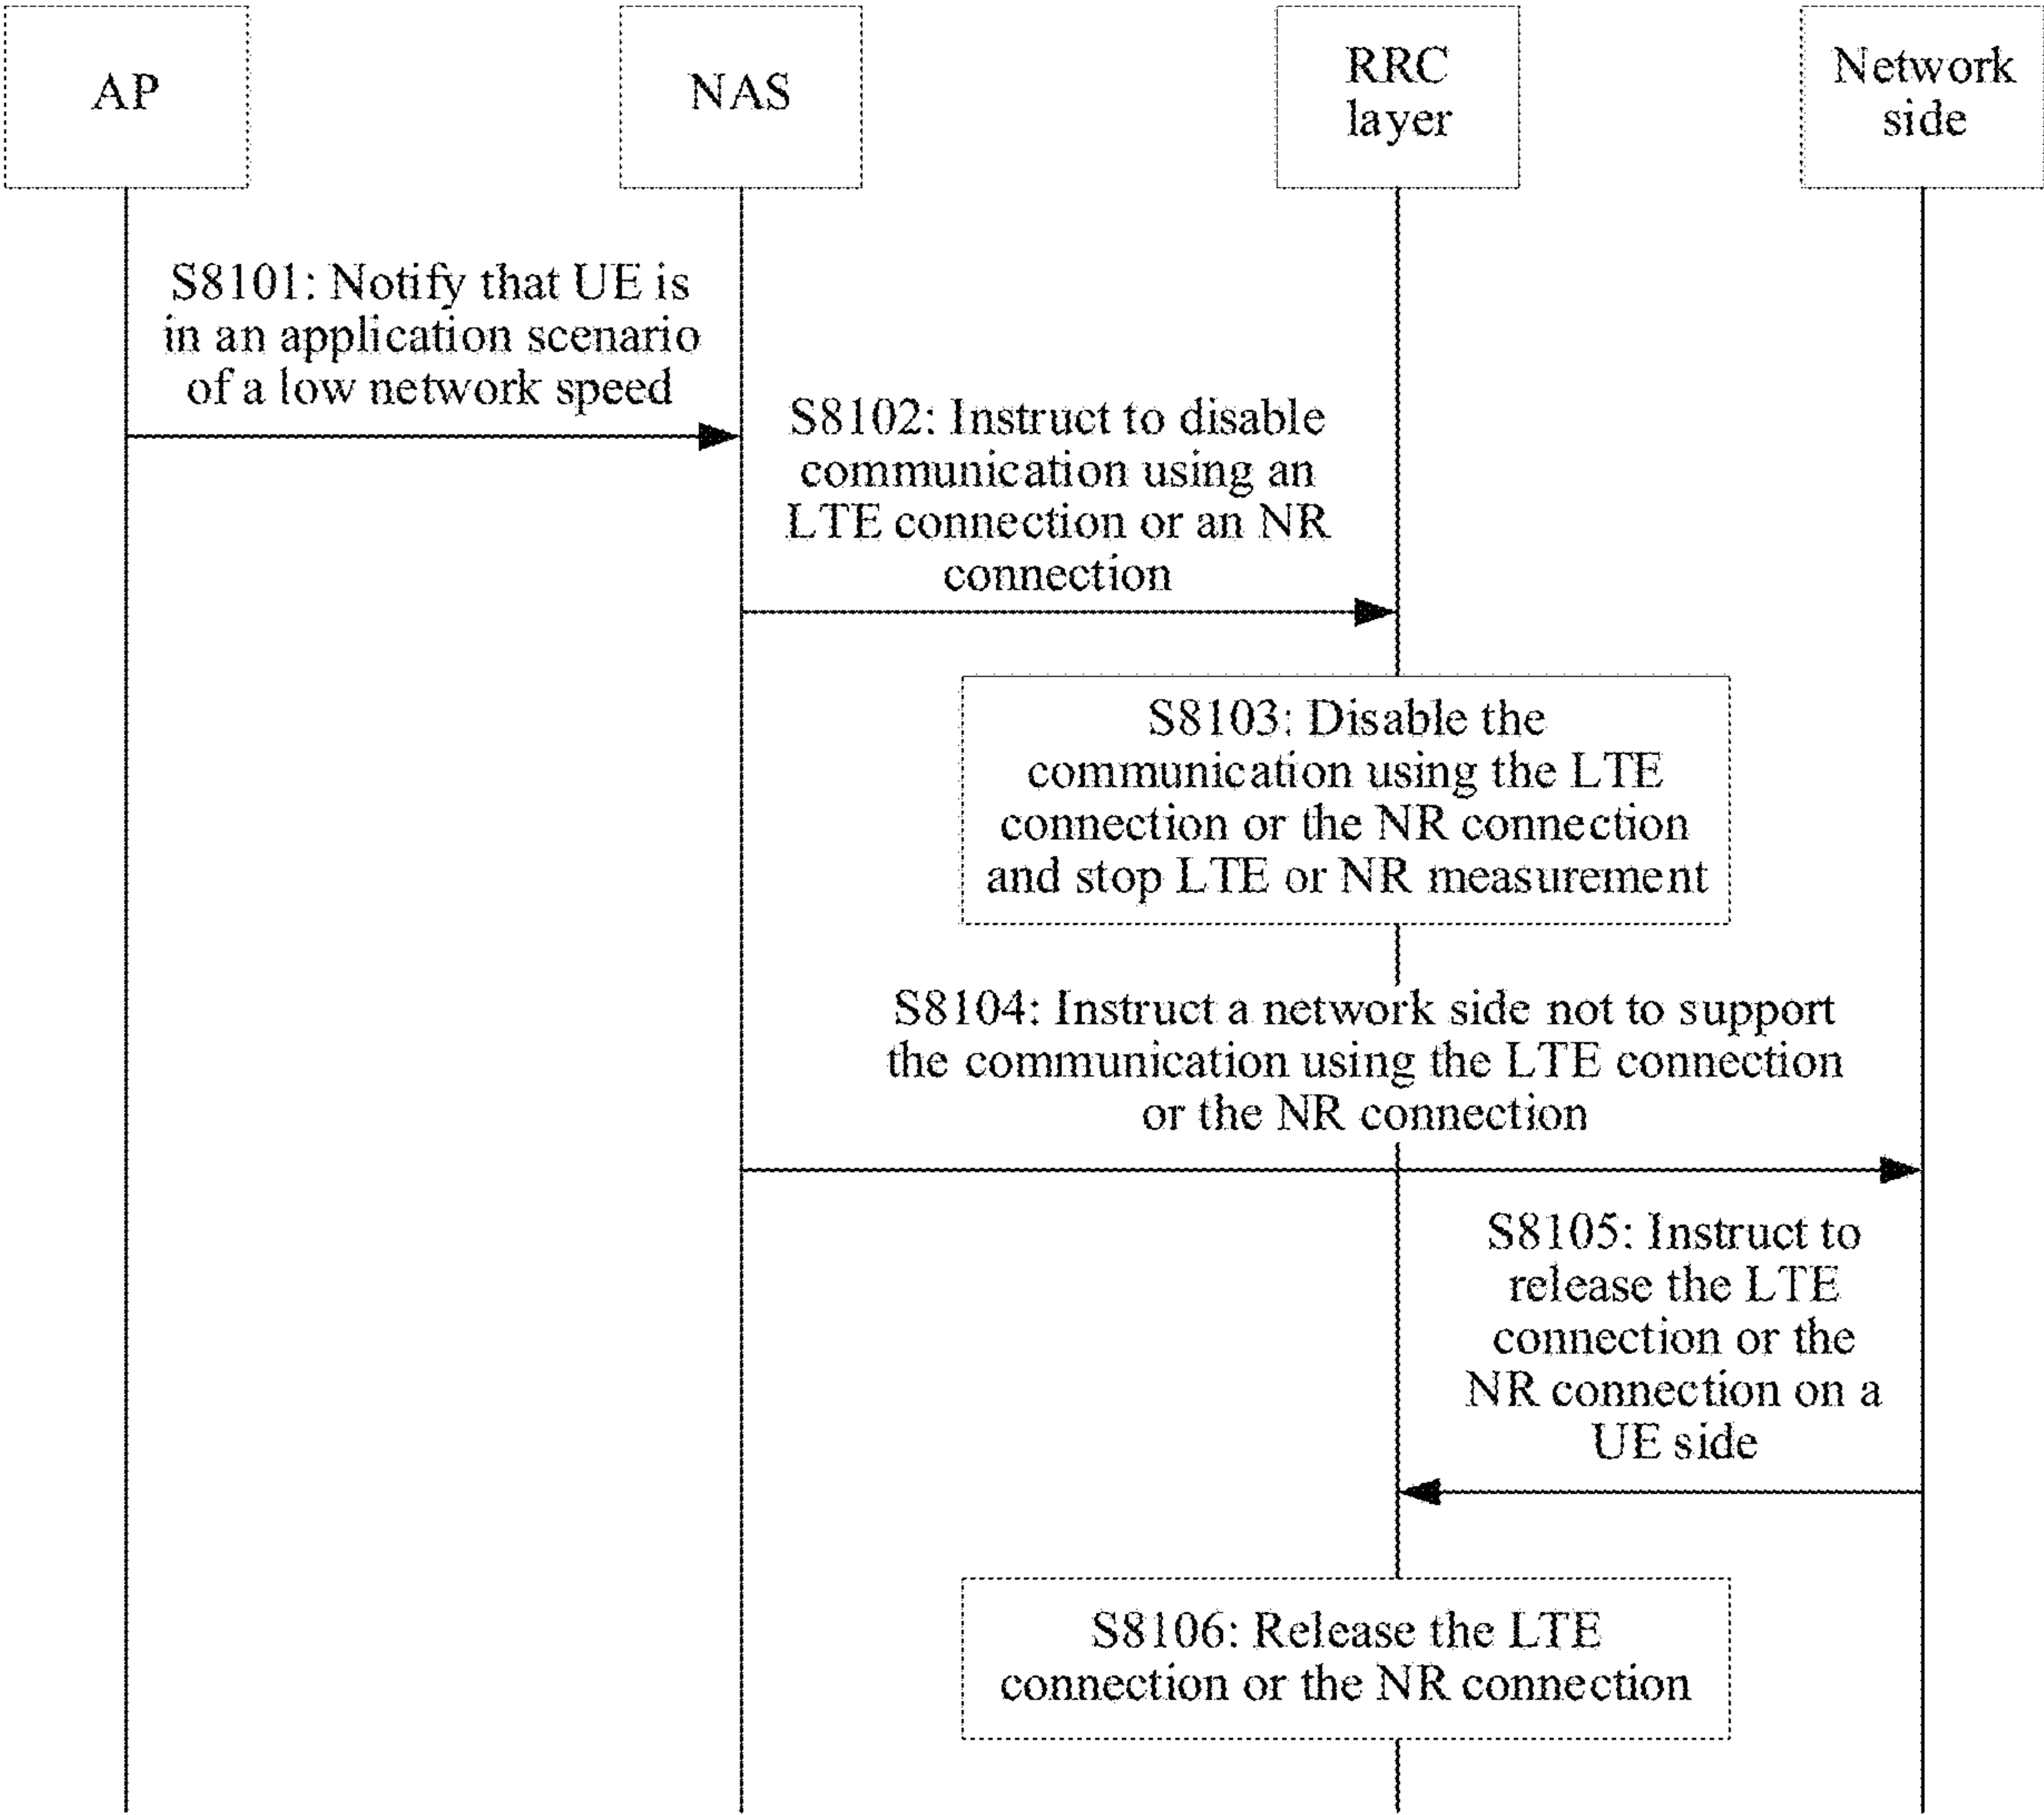 AP
NAS
RRC
layer
Network
side
S8101: Notify that UE is
in an application scenario
of a low network speed
S8102: Instruct to disable
communication using an
LTE connection or an NR
connection
S8103: Disable the
communication using the LTE
connection or the NR connection
and stop LTE or NR measurement
S8104: Instruct a network side not to support
the communication using the LTE connection
or the NR connection
S8105: Instruct to
release the LTE
connection or the
NR connection on a
UE side
S8106: Release the LTE
connection or the NR connection